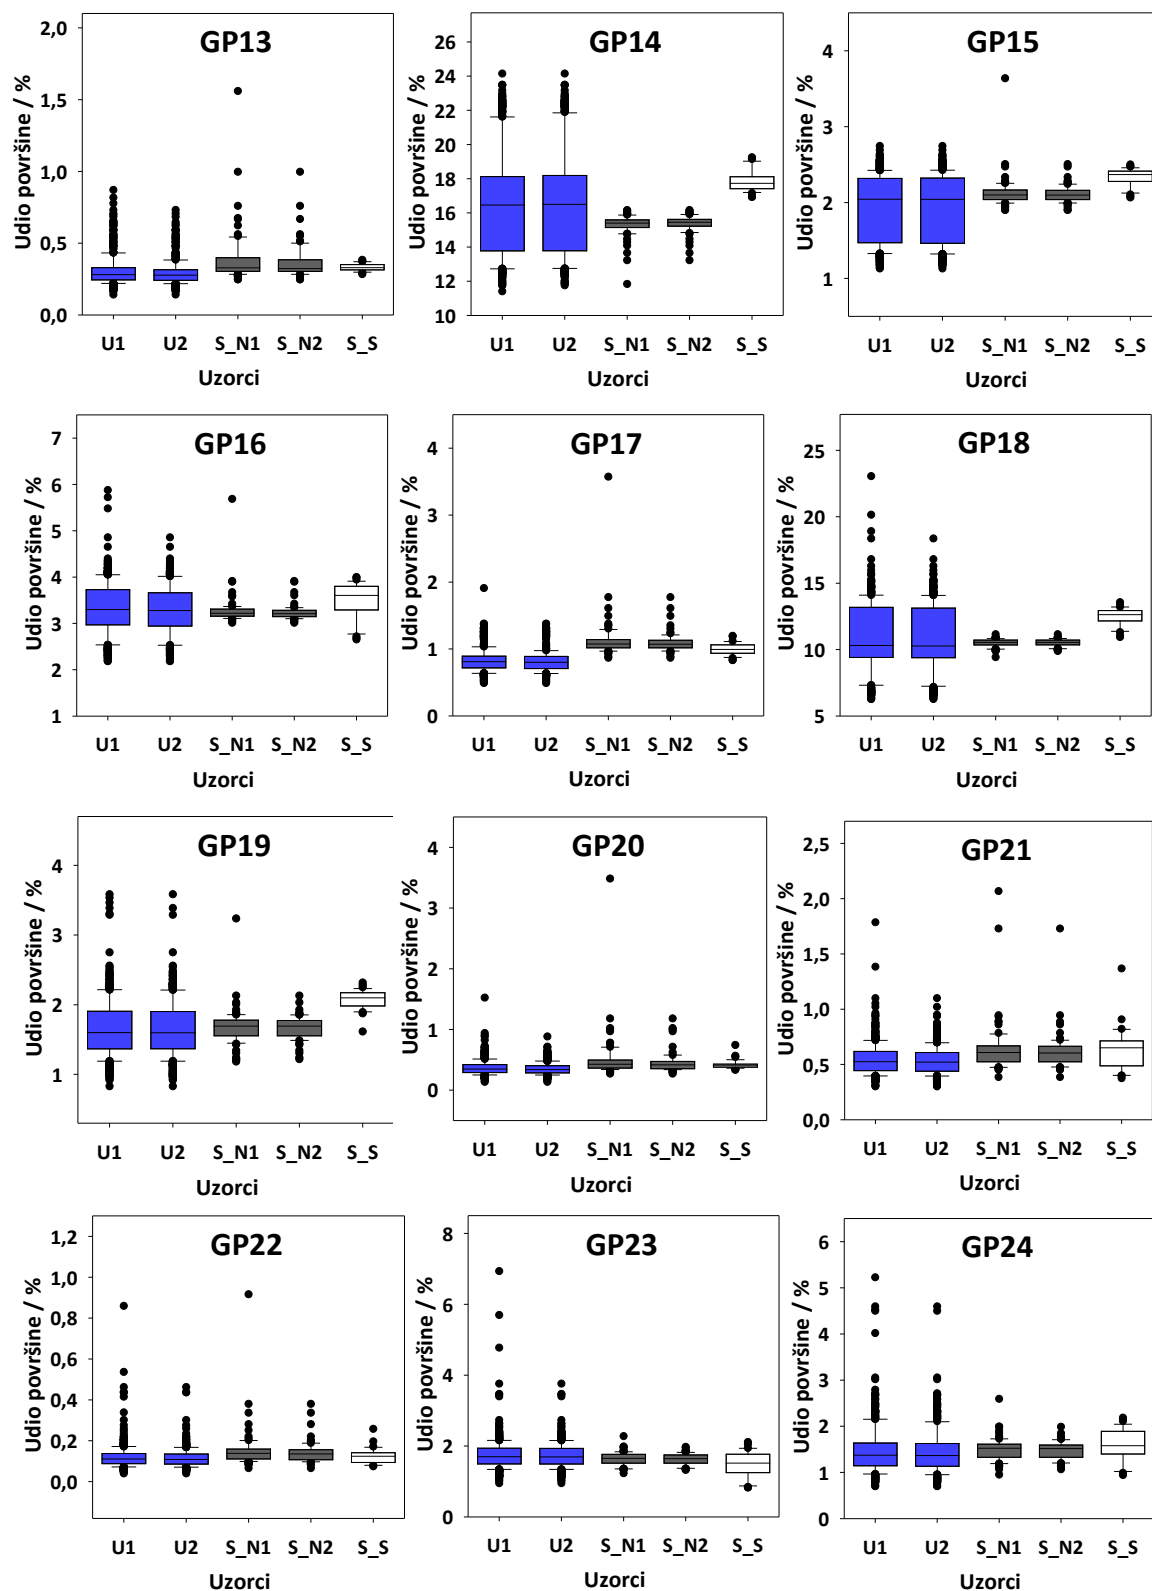 GP13
Udio površine / %
2,0
1,5
1,0
0,5
0,0
U1 U2 S_N1 S_N2 S_S
Uzorci
GP14
Udio površine / %
26
24
22
20
18
16
14
12
10
U1 U2 S_N1 S_N2 S_S
Uzorci
GP15
Udio površine / %
4
3
2
1
U1 U2 S_N1 S_N2 S_S
Uzorci
GP16
Udio površine / %
7
6
5
4
3
2
1
U1 U2 S_N1 S_N2 S_S
Uzorci
GP17
Udio površine / %
4
3
2
1
0
U1 U2 S_N1 S_N2 S_S
Uzorci
GP18
Udio površine / %
25
20
15
10
5
U1 U2 S_N1 S_N2 S_S
Uzorci
GP19
Udio površine / %
4
3
2
1
U1 U2 S_N1 S_N2 S_S
Uzorci
GP20
Udio površine / %
4
3
2
1
0
U1 U2 S_N1 S_N2 S_S
Uzorci
GP21
Udio površine / %
2,5
2,0
1,5
1,0
0,5
0,0
U1 U2 S_N1 S_N2 S_S
Uzorci
GP22
Udio površine / %
1,2
1,0
0,8
0,6
0,4
0,2
0,0
U1 U2 S_N1 S_N2 S_S
Uzorci
GP23
Udio površine / %
8
6
4
2
0
U1 U2 S_N1 S_N2 S_S
Uzorci
GP24
Udio površine / %
6
5
4
3
2
1
0
U1 U2 S_N1 S_N2 S_S
Uzorci